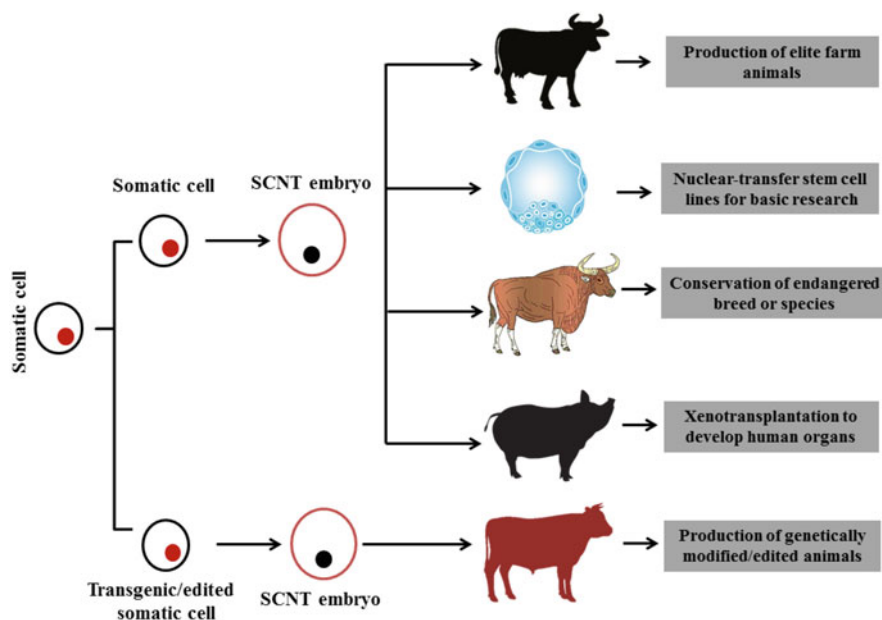 Somatic cell
Somatic cell
SCNT embryo
Production of elite farm
animals
Nuclear-transfer stem cell
lines for basic research
Conservation of endangered
breed or species
Xenotransplantation to
develop human organs
Transgenic/edited
somatic cell
SCNT embryo
Production of genetically
modified/edited animals